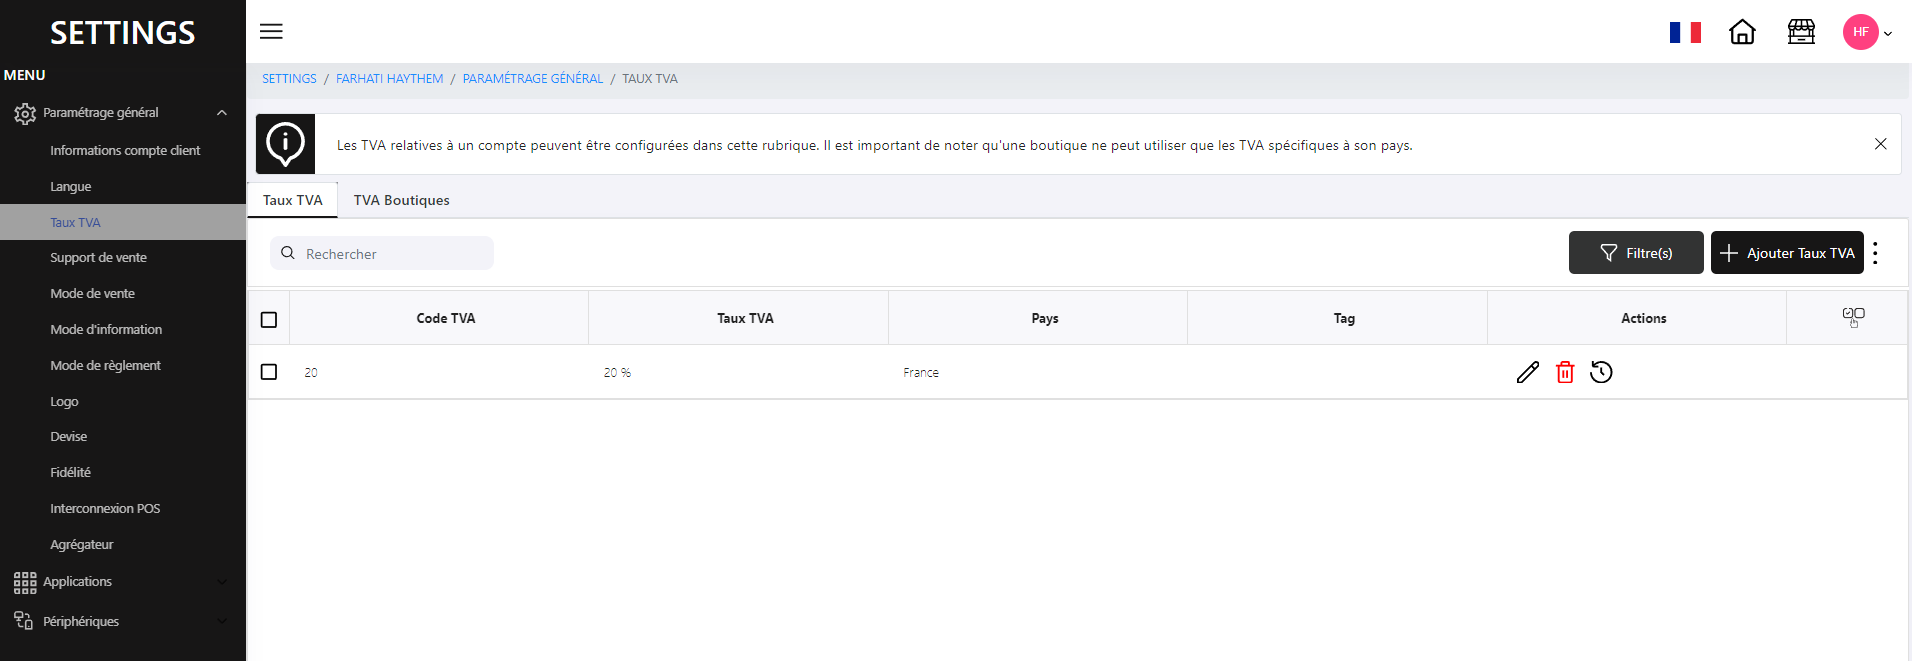 SETTINGS
MENU
Paramétrage général
Informations compte client
Langue
Taux TVA
Support de vente
Mode de vente
Mode d'information
Mode de règlement
Logo
Devise
Fidélité
Interconnexion POS
Agrégateur
Applications
Périphériques
HF
SETTINGS / FARHATI HAYTHEM / PARAMÉTRAGE GÉNÉRAL / TAUX TVA
Les TVA relatives à un compte peuvent être configurées dans cette rubrique. Il est important de noter qu'une boutique ne peut utiliser que les TVA spécifiques à son pays.
Taux TVA TVA Boutiques
Rechercher Filtre(s) Ajouter Taux TVA
Code TVA Taux TVA Pays Tag Actions
20 20 % France